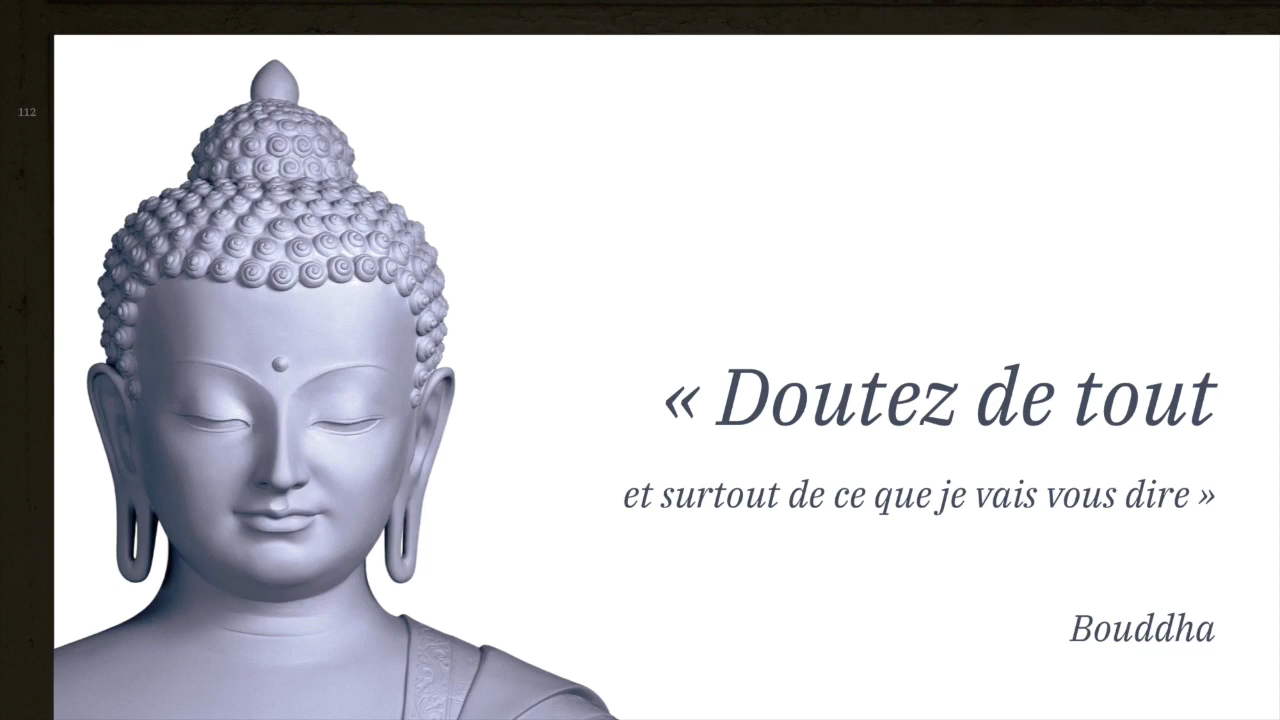 112
« Doutez de tout
et surtout de ce que je vais vous dire »
Bouddha